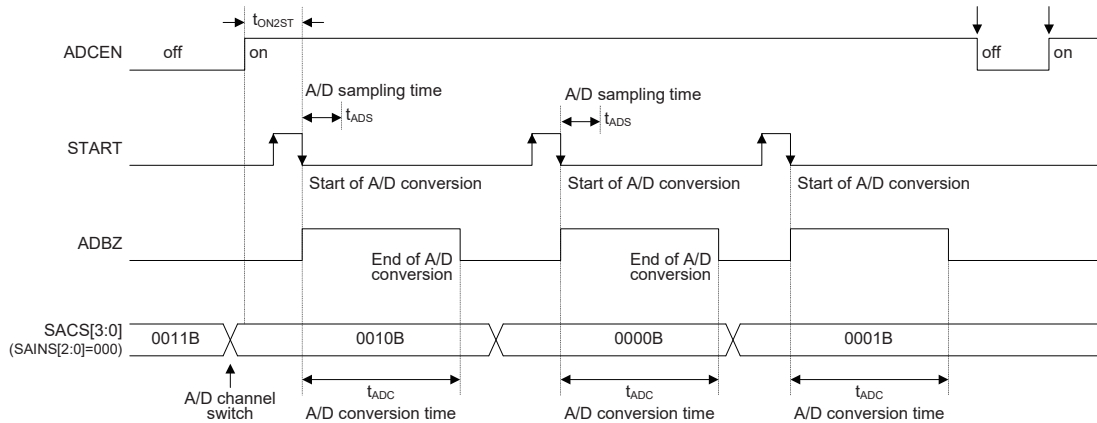 tON2ST
ADCEN
off
on
off
on
A/D sampling time
tADS
A/D sampling time
tADS
START
Start of A/D conversion
Start of A/D conversion
Start of A/D conversion
ADBZ
End of A/D
conversion
End of A/D
conversion
SACS[3:0]
(SAINS[2:0]=000)
0011B
0010B
0000B
0001B
A/D channel
switch
tADC
A/D conversion time
tADC
A/D conversion time
tADC
A/D conversion time